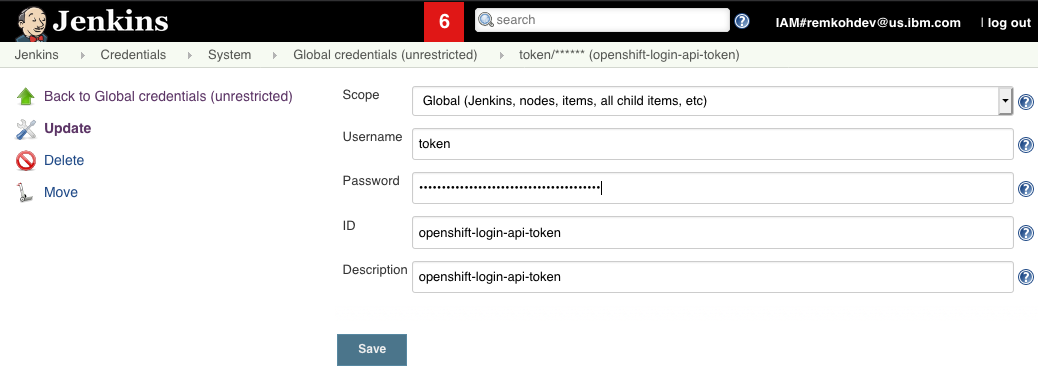 Jenkins 6 search ? IAM#remkohdev@us.ibm.com | log out
Jenkins Credentials System Global credentials (unrestricted) token/****** (openshift-login-api-token)
Back to Global credentials (unrestricted)
Update
Delete
Move
Scope Global (Jenkins, nodes, items, all child items, etc) ?
Username token ?
Password •••••••••••••••••••••••••••••••••••••••• ?
ID openshift-login-api-token ?
Description openshift-login-api-token ?
Save